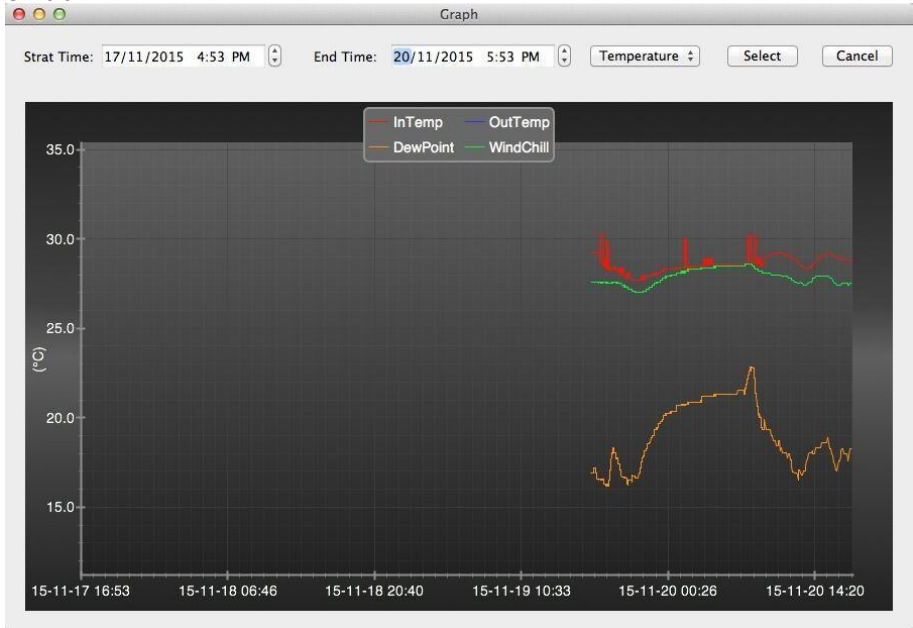 Graph
Strat Time: 17/11/2015 4:53 PM End Time: 20/11/2015 5:53 PM Temperature Select Cancel
InTemp OutTemp
DewPoint WindChill
35.0
30.0
25.0
(°C)
20.0
15.0
15-11-17 16:53 15-11-18 06:46 15-11-18 20:40 15-11-19 10:33 15-11-20 00:26 15-11-20 14:20